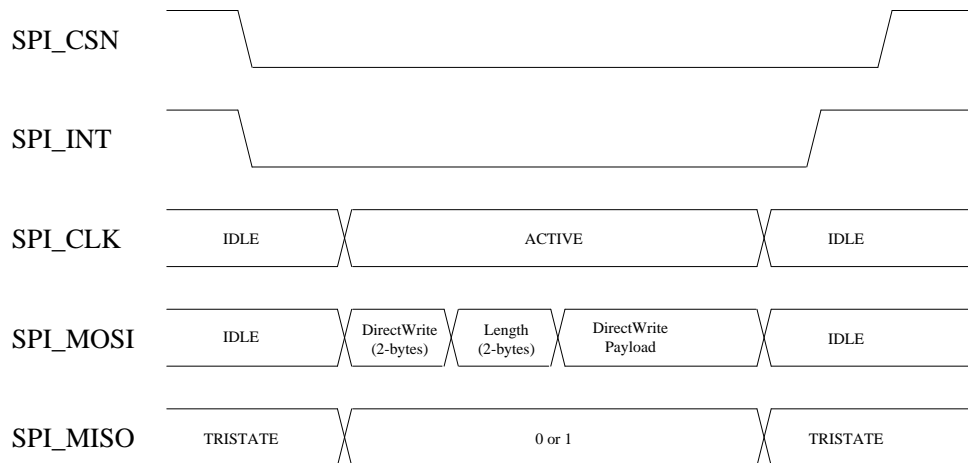 SPI_CSN
SPI_INT
SPI_CLK IDLE ACTIVE IDLE
SPI_MOSI IDLE DirectWrite (2-bytes) Length (2-bytes) DirectWrite Payload IDLE
SPI_MISO TRISTATE 0 or 1 TRISTATE